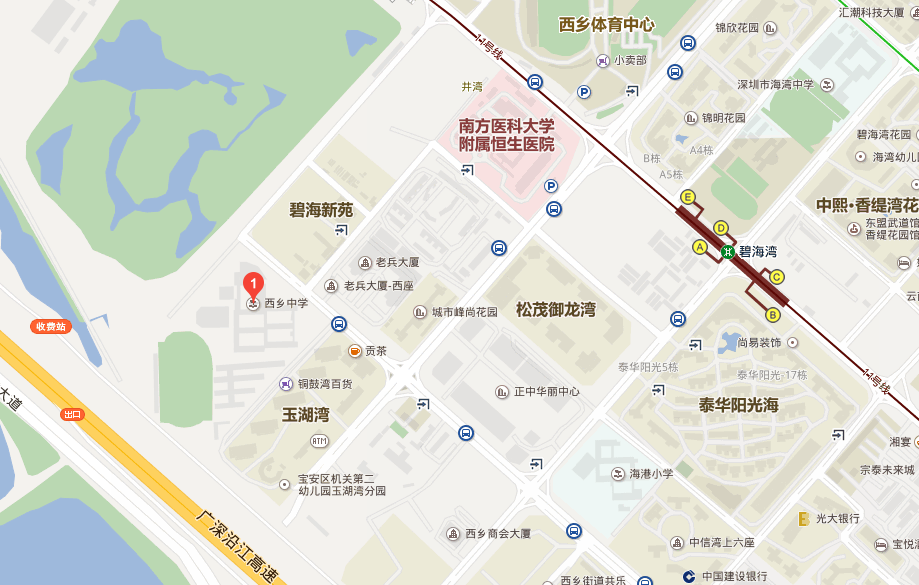 汇潮科技大厦
西乡体育中心
锦欣花园
11号线
小卖部
深圳市海湾中学
井湾
P
南方医科大学
附属恒生医院
锦明花园
碧海湾花园
B栋
A4栋
海湾幼儿
A5栋
P
E
碧海新苑
中熙·香缇湾花
D
东盟武道馆
香缇湾花馆
A
碧海湾
老兵大厦
C
1
老兵大厦-西座
西乡中学
城市峰尚花园
松茂御龙湾
B
收费站
尚易装饰
贡茶
泰华阳光5栋
泰华阳光-17栋
11号线
铜鼓湾百货
正中华丽中心
大道
出口
玉湖湾
泰华阳光海
ATM
湘宴
宝安区机关第二
幼儿园玉湖湾分园
海港小学
宗泰未来城
广深沿江高速
西乡商会大厦
B
光大银行
中信湾上六座
宝悦
西乡街道共乐
中国建设银行